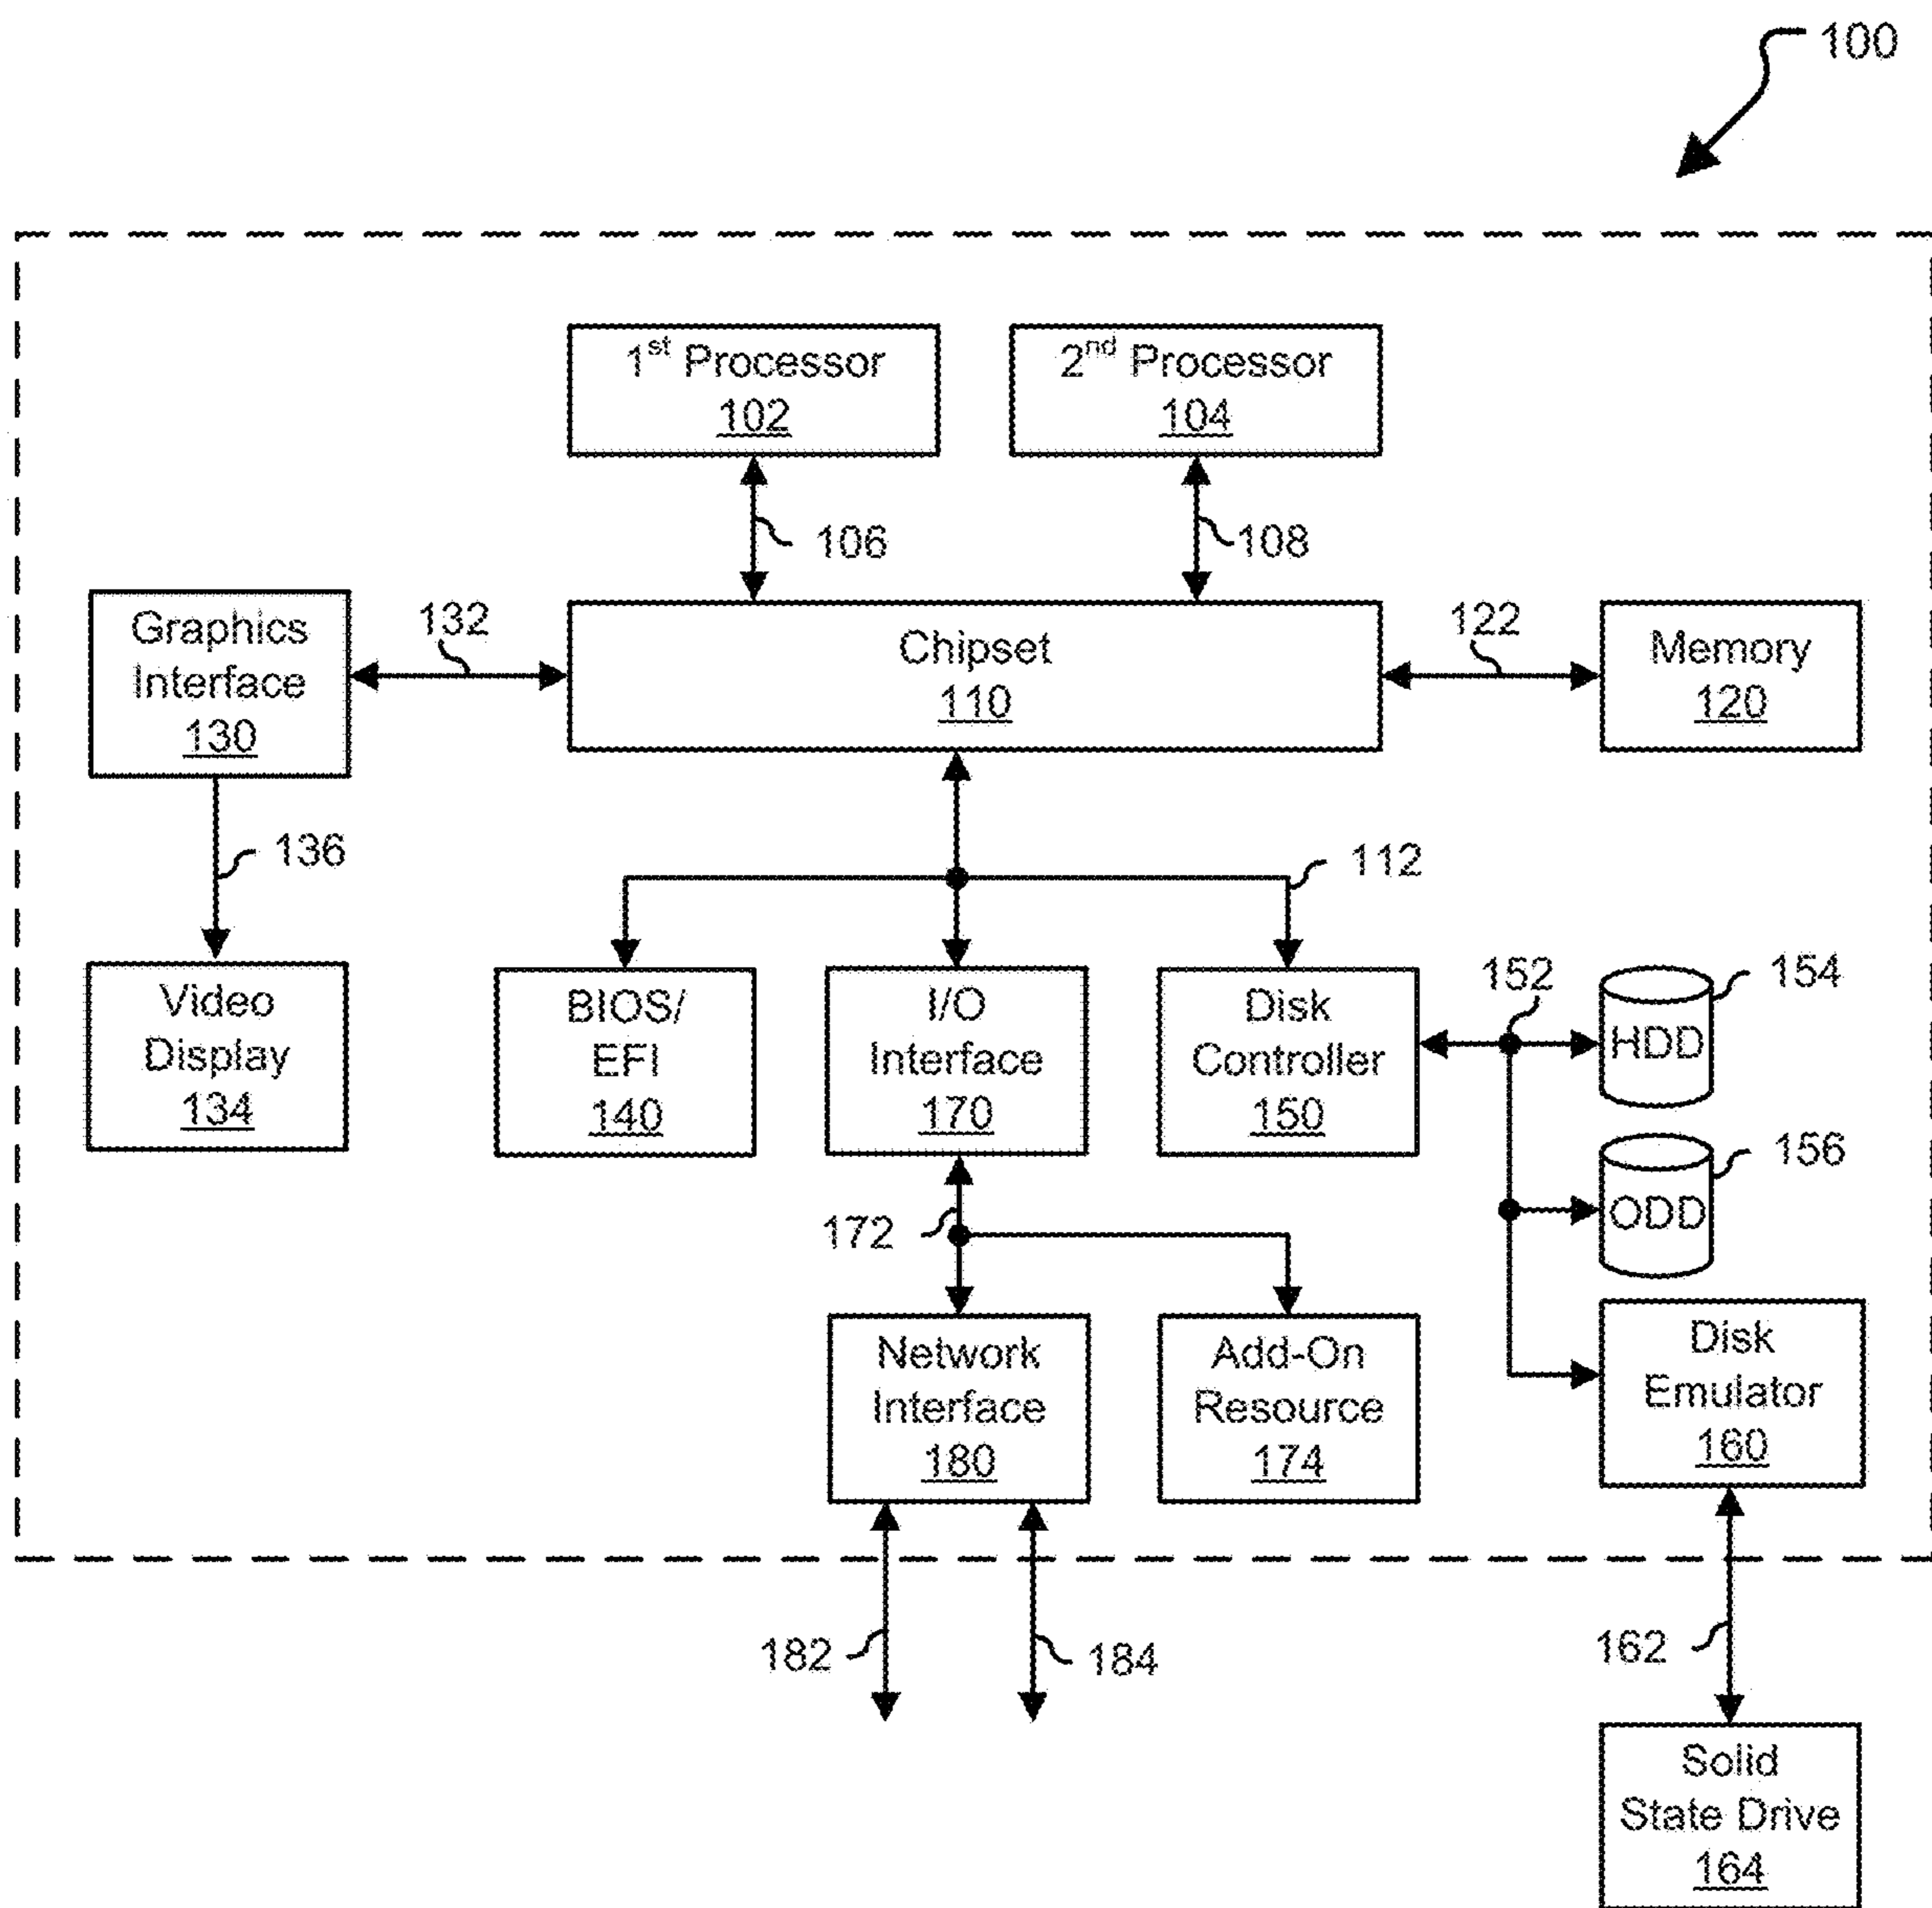 100
1st Processor
102
2nd Processor
104
106
108
Graphics
Interface
130
132
Chipset
110
122
Memory
120
136
112
Video
Display
134
BIOS/
EFI
140
I/O
Interface
170
Disk
Controller
150
152
154
HDD
156
ODD
172
Network
Interface
180
Add-On
Resource
174
Disk
Emulator
160
182
184
162
Solid
State Drive
164